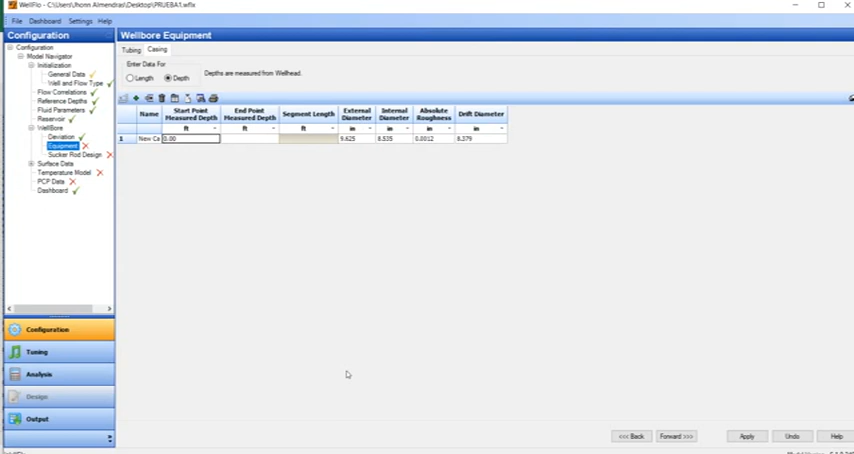 WellFlo - C:\Users\Jhonn Almendras\Desktop\PRUEBA1.wflx
File Dashboard Settings Help
Configuration
Configuration
Model Navigator
Initialization
General Data
Well and Flow Type
Flow Correlations
Reference Depths
Fluid Parameters
Reservoir
WellBore
Deviation
Equipment
Sucker Rod Design
Surface Data
Temperature Model
PCP Data
Dashboard
Configuration
Tuning
Analysis
Design
Output
Wellbore Equipment
Tubing Casing
Enter Data For
Length Depth Depths are measured from Wellhead.
Name Start Point Measured Depth End Point Measured Depth Segment Length External Diameter Internal Diameter Absolute Roughness Drift Diameter
ft ft ft in in in in
1 New Ca 0.00 9.625 8.535 0.0012 8.379
<<< Back Forward >>> Apply Undo Help